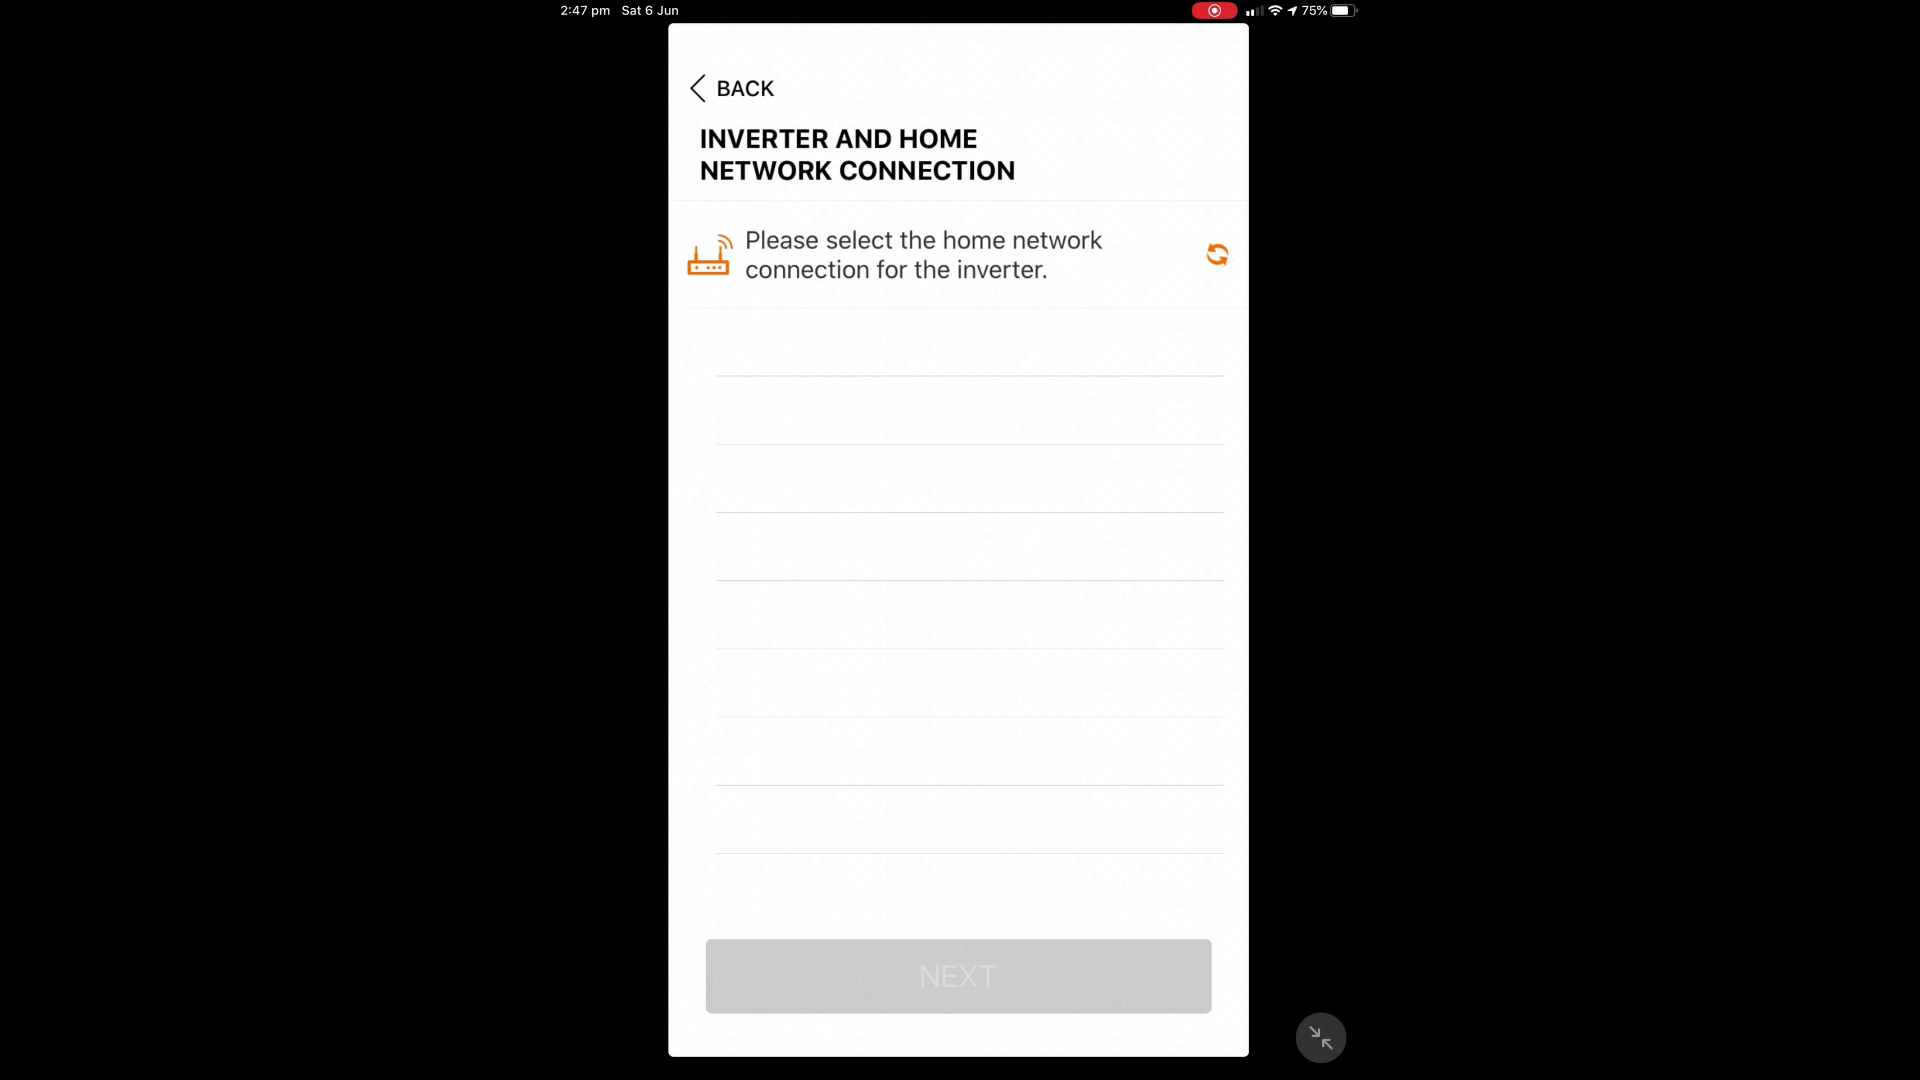 2:47 pm Sat 6 Jun 75%
BACK
INVERTER AND HOME
NETWORK CONNECTION
Please select the home network
connection for the inverter.
NEXT